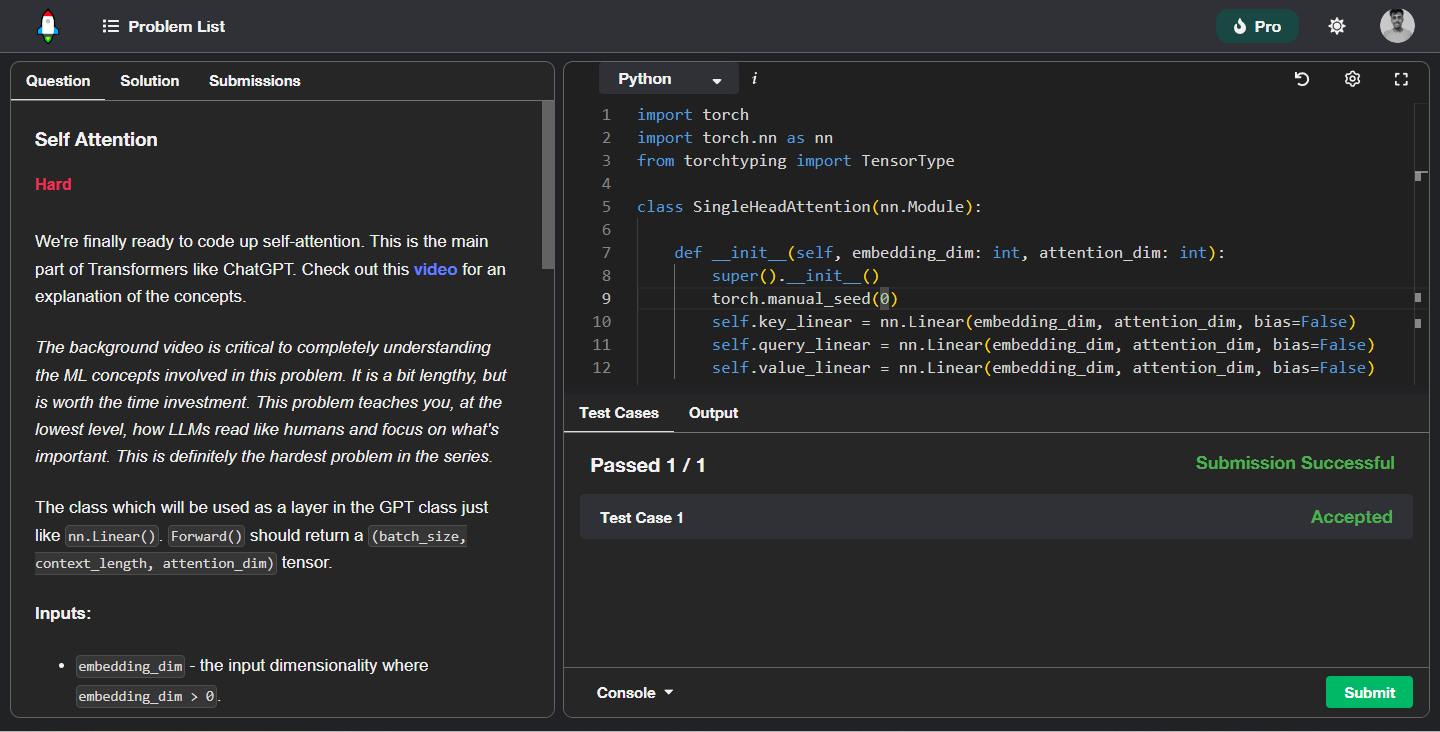 Problem List
Pro
Question Solution Submissions
Self Attention
Hard
We're finally ready to code up self-attention. This is the main
part of Transformers like ChatGPT. Check out this video for an
explanation of the concepts.
The background video is critical to completely understanding
the ML concepts involved in this problem. It is a bit lengthy, but
is worth the time investment. This problem teaches you, at the
lowest level, how LLMs read like humans and focus on what's
important. This is definitely the hardest problem in the series.
The class which will be used as a layer in the GPT class just
like nn.Linear(). Forward() should return a (batch_size,
context_length, attention_dim) tensor.
Inputs:
• embedding_dim - the input dimensionality where
embedding_dim > 0.
Python i
1 import torch
2 import torch.nn as nn
3 from torchtyping import TensorType
4
5 class SingleHeadAttention(nn.Module):
6
7     def __init__(self, embedding_dim: int, attention_dim: int):
8         super().__init__()
9         torch.manual_seed(0)
10         self.key_linear = nn.Linear(embedding_dim, attention_dim, bias=False)
11         self.query_linear = nn.Linear(embedding_dim, attention_dim, bias=False)
12         self.value_linear = nn.Linear(embedding_dim, attention_dim, bias=False)
Test Cases Output
Passed 1 / 1 Submission Successful
Test Case 1 Accepted
Console Submit